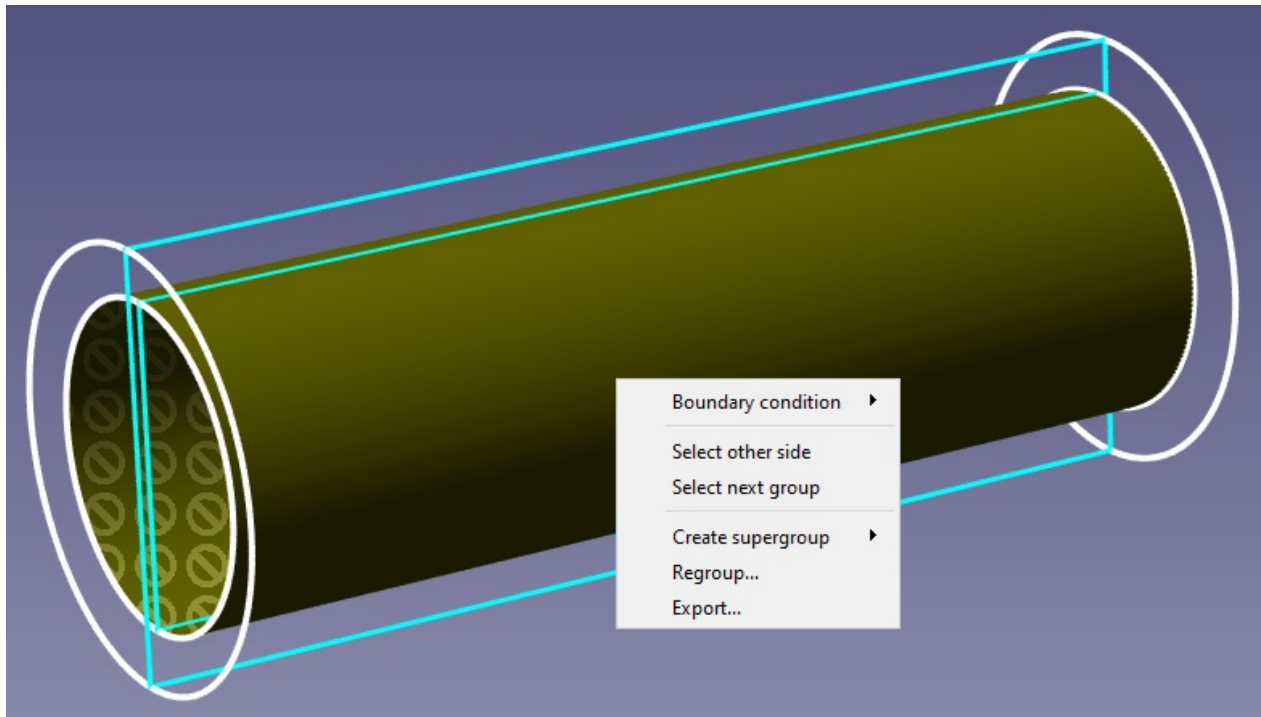 Boundary condition
Select other side
Select next group
Create supergroup
Regroup...
Export...